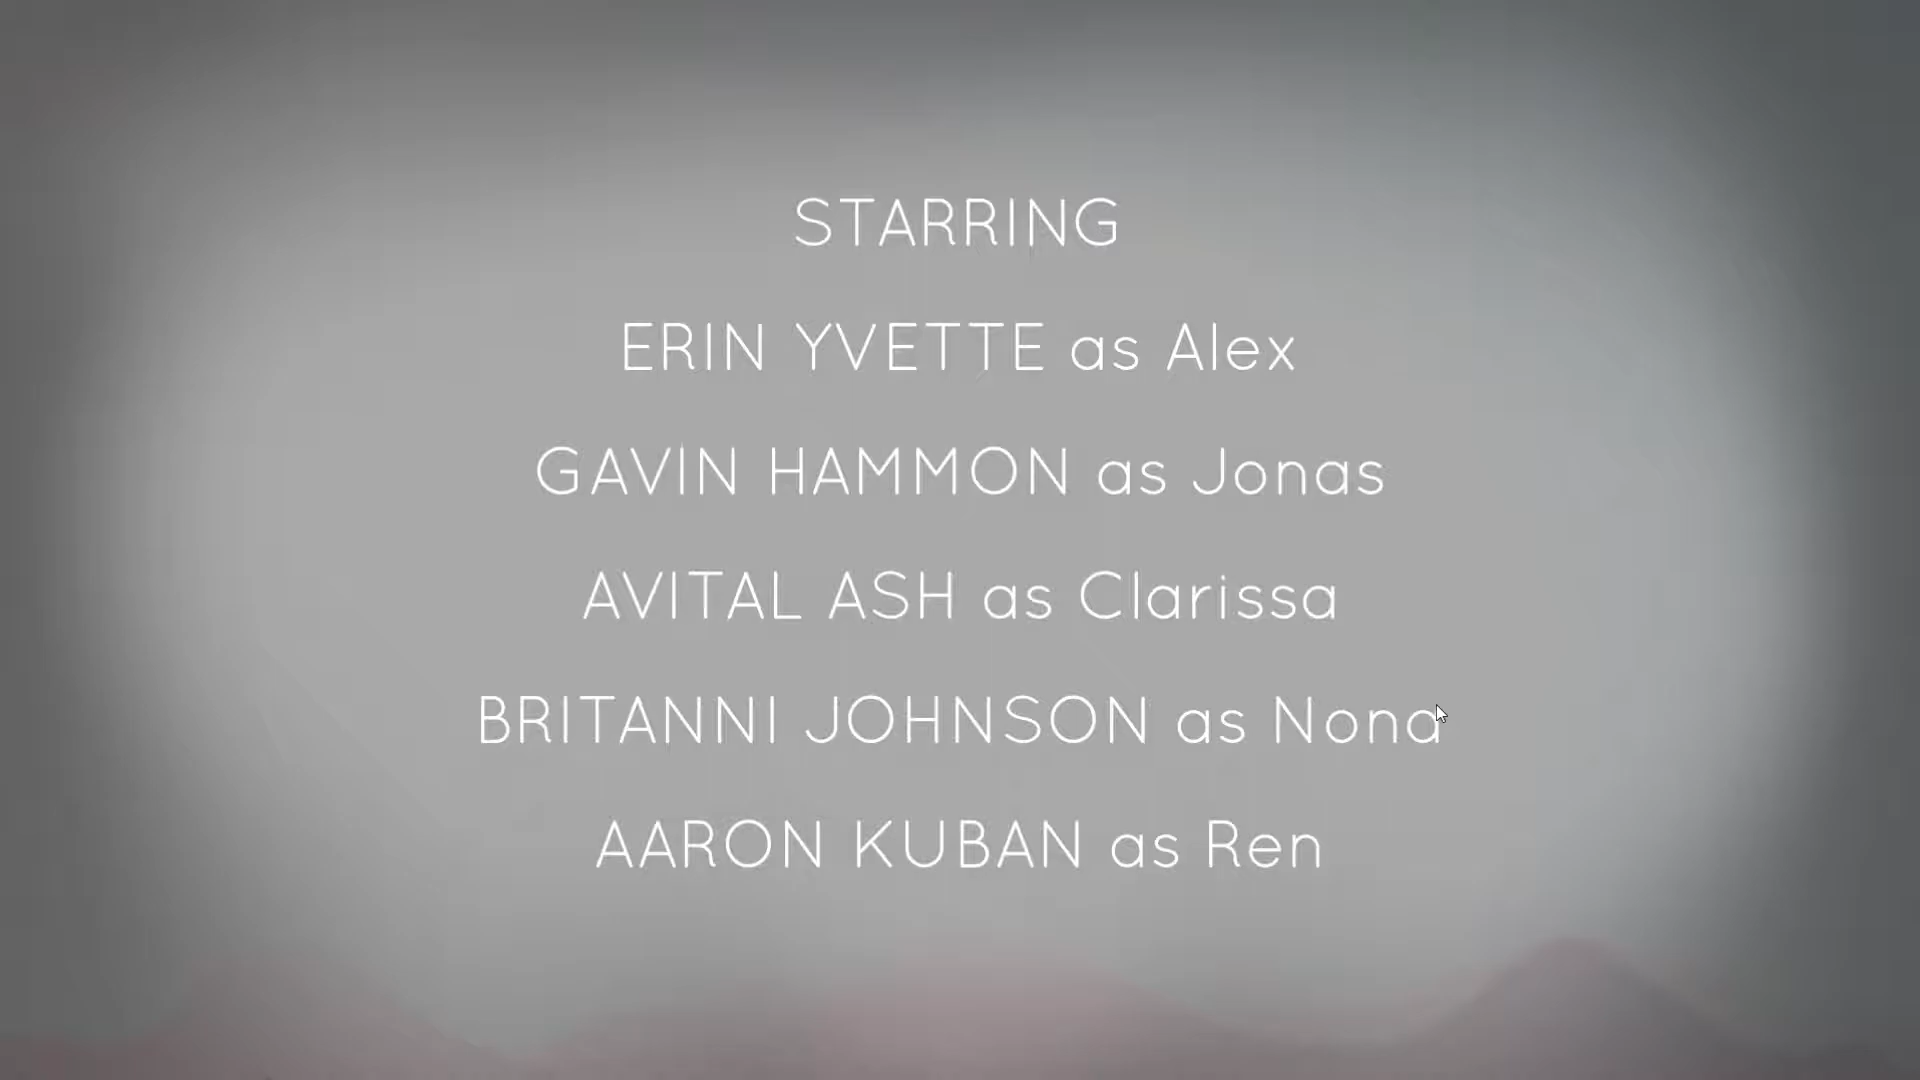 STARRING
ERIN YVETTE as Alex
GAVIN HAMMON as Jonas
AVITAL ASH as Clarissa
BRITANNI JOHNSON as Nona
AARON KUBAN as Ren